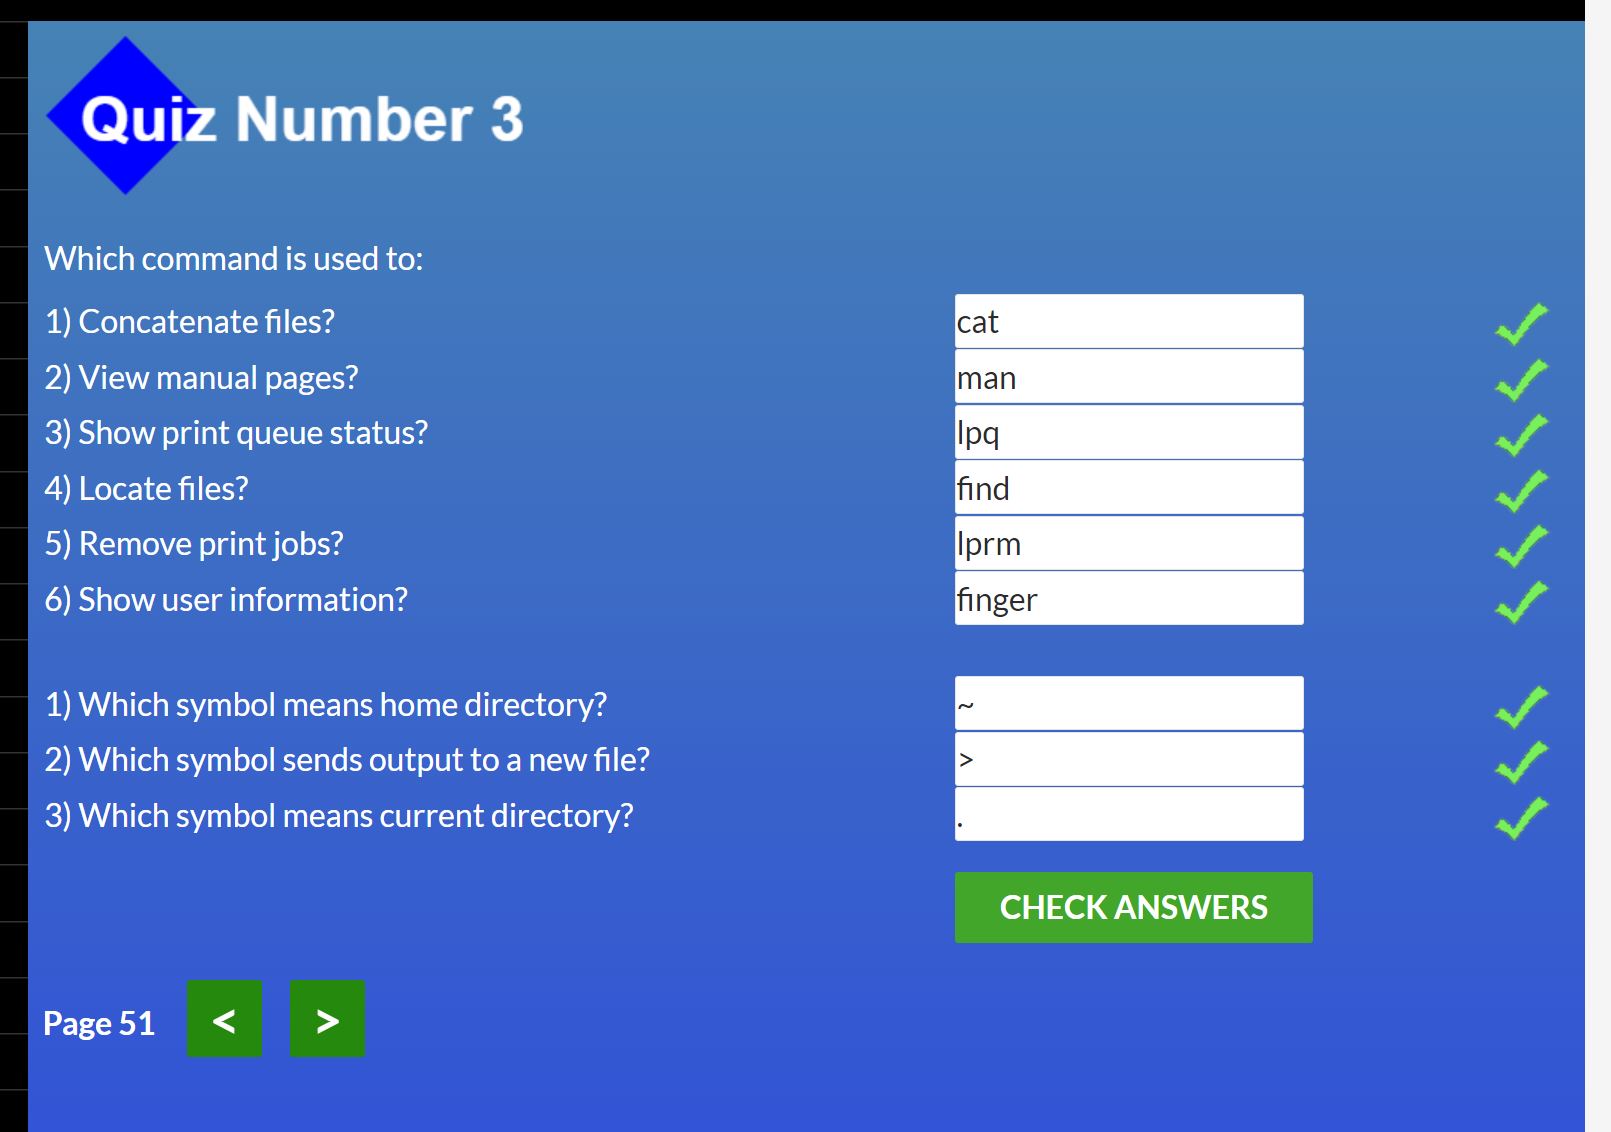 Quiz Number 3
Which command is used to:
1) Concatenate files? cat
2) View manual pages? man
3) Show print queue status? lpq
4) Locate files? find
5) Remove print jobs? lprm
6) Show user information? finger
1) Which symbol means home directory? ~
2) Which symbol sends output to a new file? >
3) Which symbol means current directory? .
CHECK ANSWERS
Page 51 < >